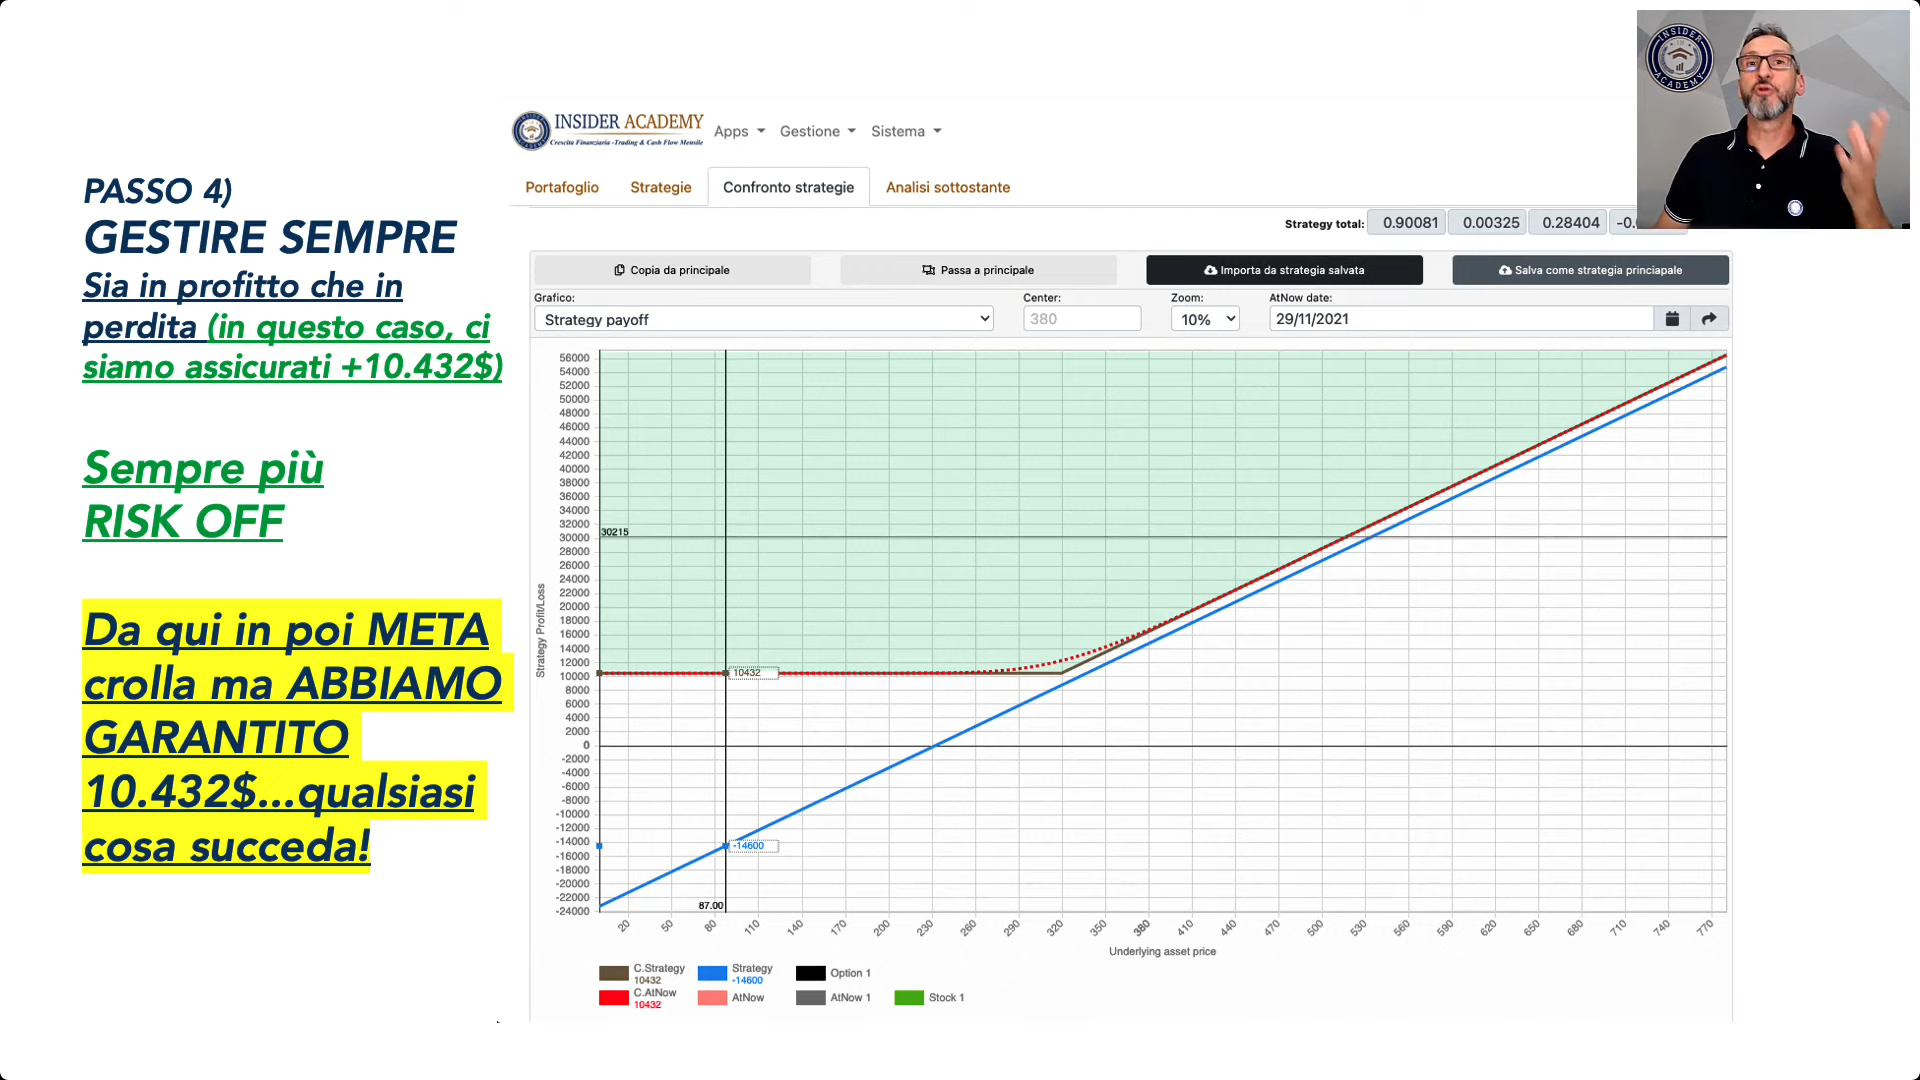 PASSO 4)
GESTIRE SEMPRE
Sia in profitto che in
perdita (in questo caso, ci
siamo assicurati +10.432$)
Sempre più
RISK OFF
Da qui in poi META
crolla ma ABBIAMO
GARANTITO
10.432$...qualsiasi
cosa succeda!
INSIDER ACADEMY
Crescita Finanziaria -Trading & Cash Flow Mensile
Apps Gestione Sistema
Portafoglio Strategie Confronto strategie Analisi sottostante
Strategy total: 0.90081 0.00325 0.28404 -0.
Copia da principale Passa a principale Importa da strategia salvata Salva come strategia princiapale
Grafico: Center: Zoom: AtNow date:
Strategy payoff 380 10% 29/11/2021
Strategy Profit/Loss
56000
54000
52000
50000
48000
46000
44000
42000
40000
38000
36000
34000
32000
30000
28000
26000
24000
22000
20000
18000
16000
14000
12000
10000
8000
6000
4000
2000
0
-2000
-4000
-6000
-8000
-10000
-12000
-14000
-16000
-18000
-20000
-22000
-24000
30215
10432
-14600
87.00
20 50 80 110 140 170 200 230 260 290 320 350 380 410 440 470 500 530 560 590 620 650 680 710 740 770
Underlying asset price
C.Strategy Strategy Option 1
10432 -14600
C.AtNow AtNow AtNow 1 Stock 1
10432
INSIDER
ACADEMY